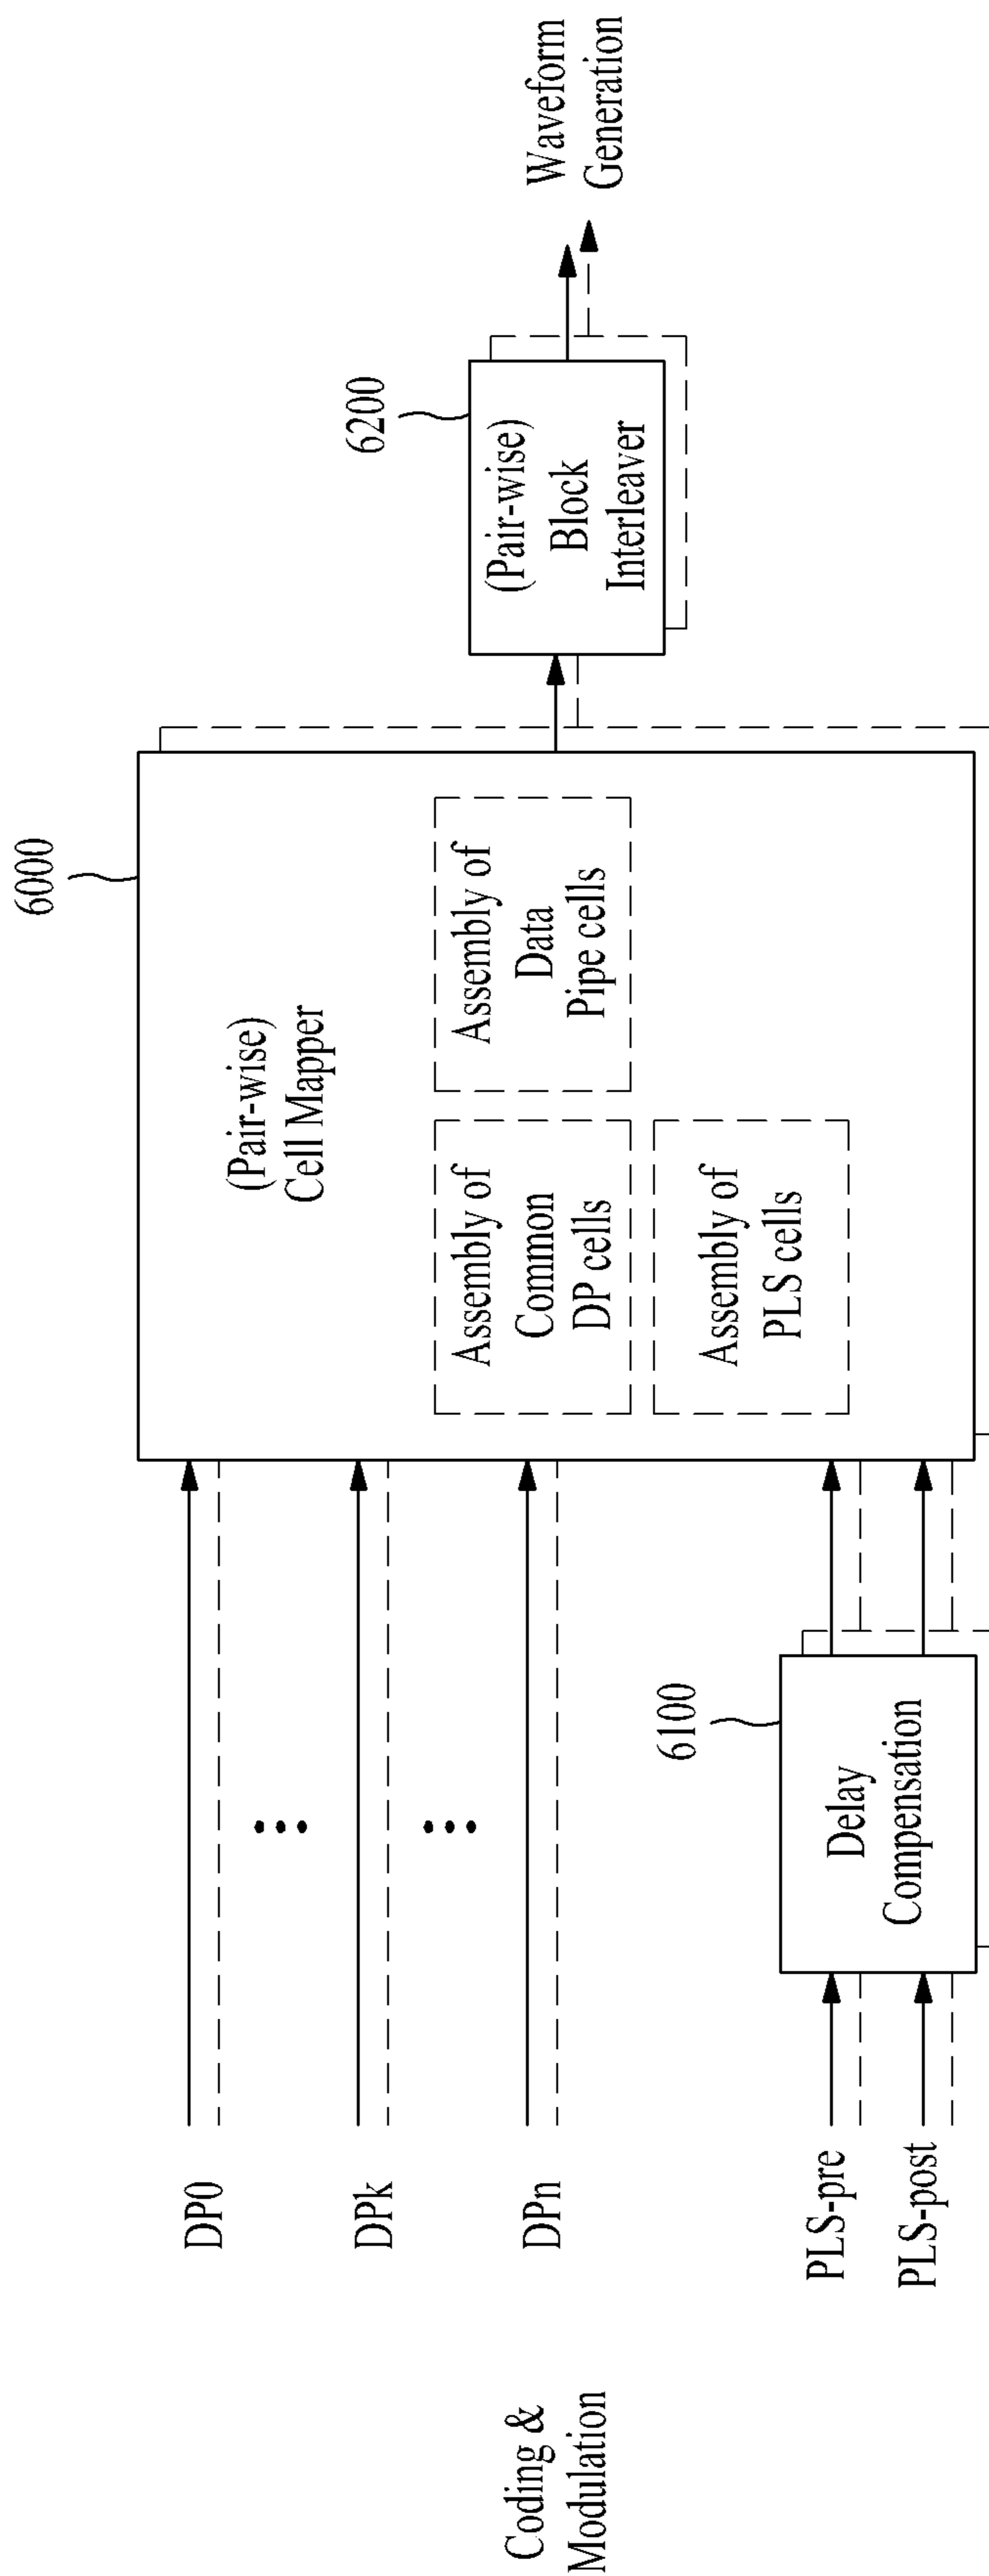 Coding &
Modulation
DP0
DPk
DPn
PLS-pre
PLS-post
6100
Delay
Compensation
6000
(Pair-wise)
Cell Mapper
Assembly of
Common
DP cells
Assembly of
Data
Pipe cells
Assembly of
PLS cells
6200
(Pair-wise)
Block
Interleaver
Waveform
Generation